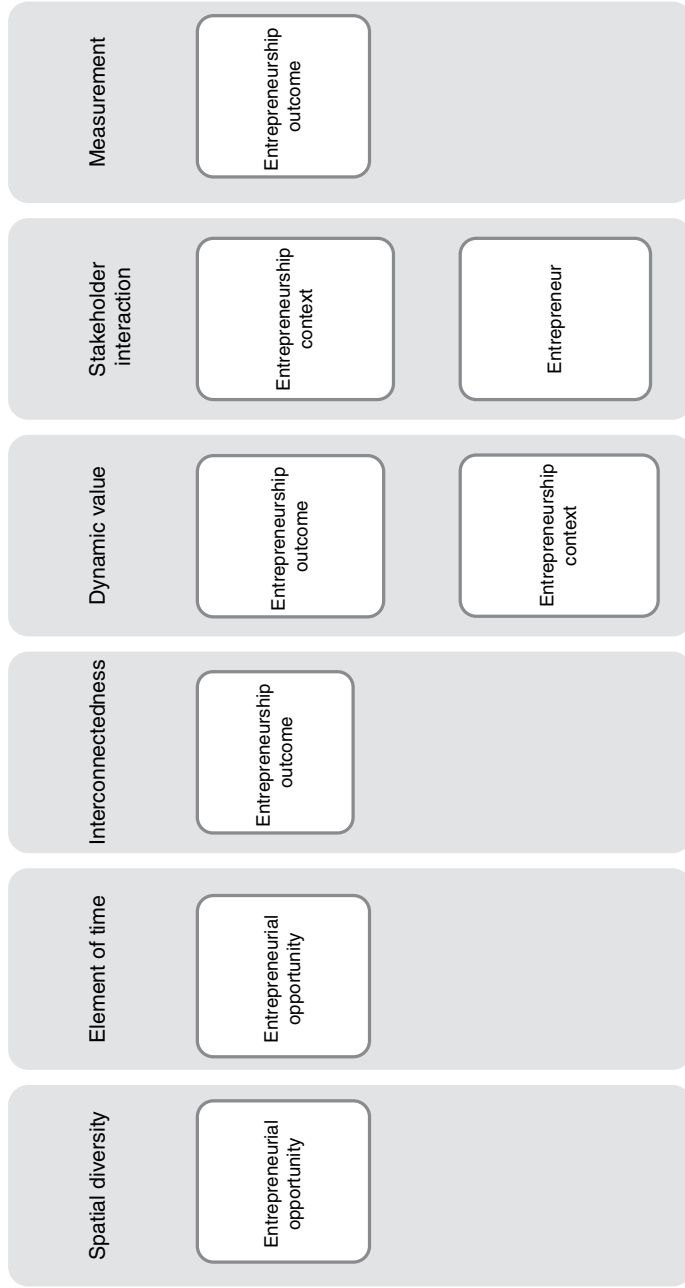 Spatial diversity
Entrepreneurial
opportunity
Element of time
Entrepreneurial
opportunity
Interconnectedness
Entrepreneurship
outcome
Dynamic value
Entrepreneurship
outcome
Entrepreneurship
context
Stakeholder
interaction
Entrepreneurship
context
Entrepreneur
Measurement
Entrepreneurship
outcome